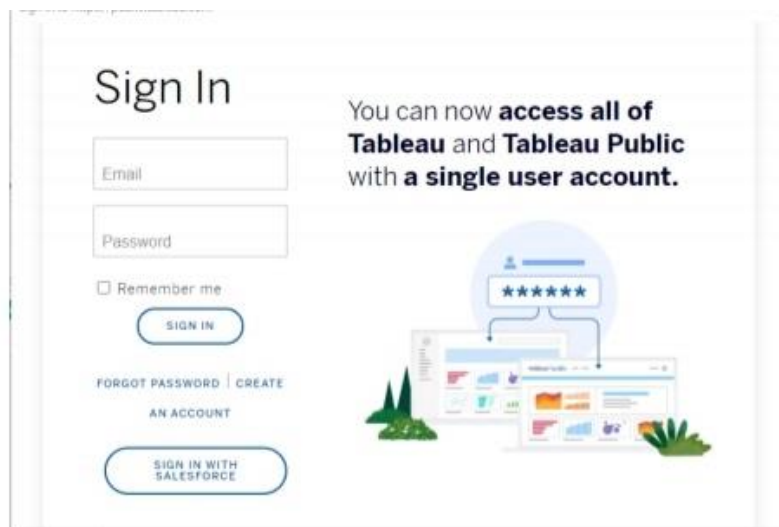 Sign In
Email
Password
Remember me
SIGN IN
FORGOT PASSWORD | CREATE
AN ACCOUNT
SIGN IN WITH
SALESFORCE
You can now access all of
Tableau and Tableau Public
with a single user account.
******